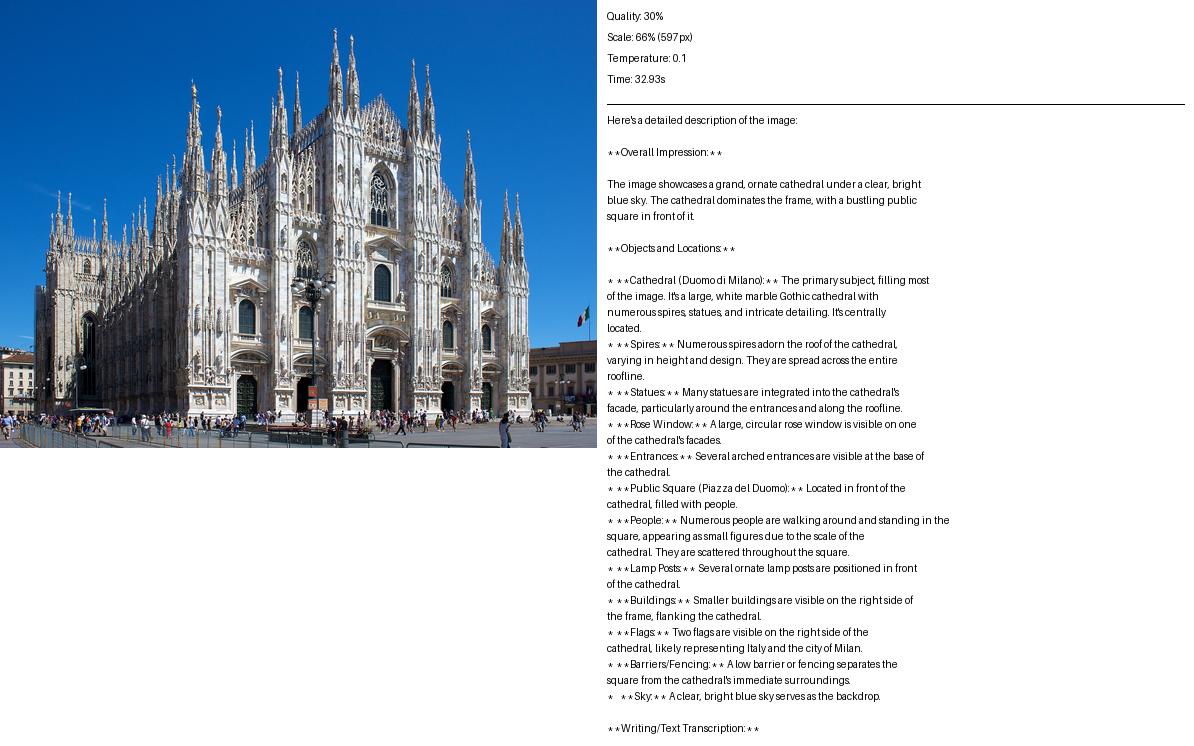 Quality: 30%
Scale: 66% (597px)
Temperature: 0.1
Time: 32.93s
Here's a detailed description of the image:
**Overall Impression:**
The image showcases a grand, ornate cathedral under a clear, bright
blue sky. The cathedral dominates the frame, with a bustling public
square in front of it.
**Objects and Locations:**
* **Cathedral (Duomo di Milano):** The primary subject, filling most
of the image. It's a large, white marble Gothic cathedral with
numerous spires, statues, and intricate detailing. It's centrally
located.
* **Spires:** Numerous spires adorn the roof of the cathedral,
varying in height and design. They are spread across the entire
roofline.
* **Statues:** Many statues are integrated into the cathedral's
facade, particularly around the entrances and along the roofline.
* **Rose Window:** A large, circular rose window is visible on one
of the cathedral's facades.
* **Entrances:** Several arched entrances are visible at the base of
the cathedral.
* **Public Square (Piazza del Duomo):** Located in front of the
cathedral, filled with people.
* **People:** Numerous people are walking around and standing in the
square, appearing as small figures due to the scale of the
cathedral. They are scattered throughout the square.
* **Lamp Posts:** Several ornate lamp posts are positioned in front
of the cathedral.
* **Buildings:** Smaller buildings are visible on the right side of
the frame, flanking the cathedral.
* **Flags:** Two flags are visible on the right side of the
cathedral, likely representing Italy and the city of Milan.
* **Barriers/Fencing:** A low barrier or fencing separates the
square from the cathedral's immediate surroundings.
*  **Sky:** A clear, bright blue sky serves as the backdrop.
**Writing/Text Transcription:**